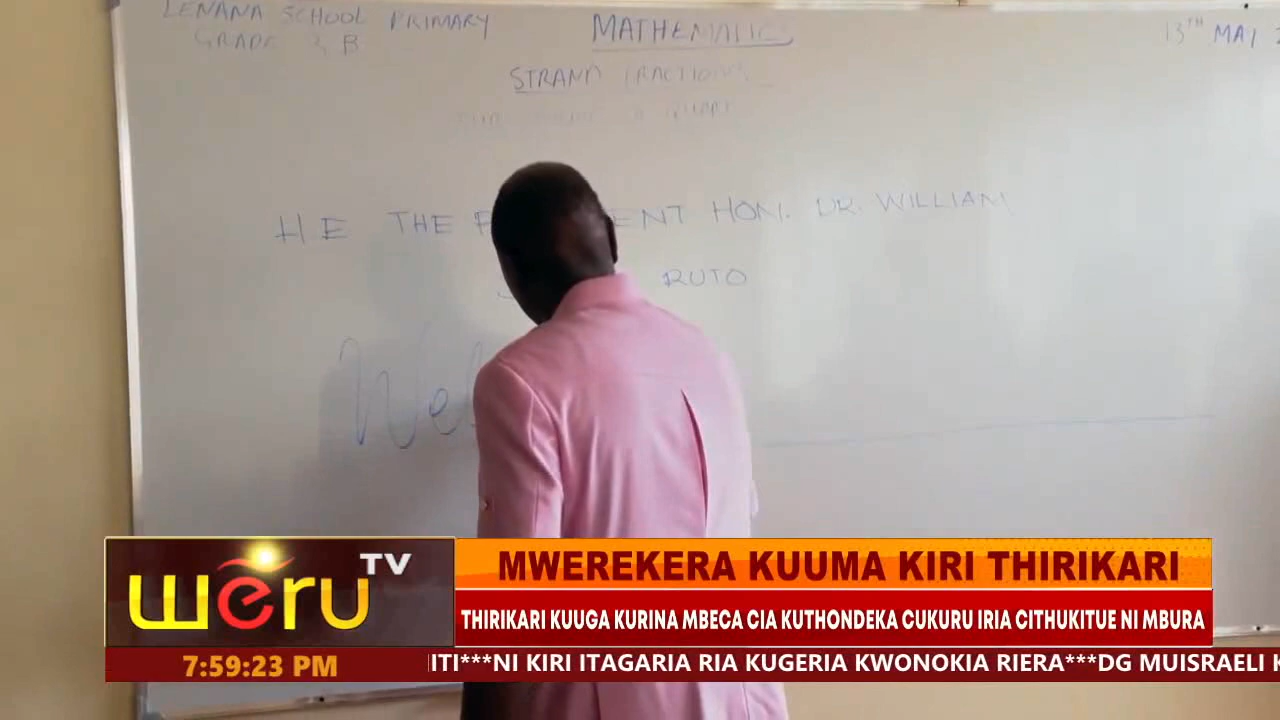 LENANA SCHOOL PRIMARY
MATHEMATIC
13TH MAY
GRADE 3 B
STRAND FRACTIONS
HE THE HON. DR. WILLIAM
RUTO
Wel
weru TV
MWEREKERA KUUMA KIRI THIRIKARI
THIRIKARI KUUGA KURINA MBECA CIA KUTHONDEKA CUKURU IRIA CITHUKITUE NI MBURA
7:59:23 PM
ITI***NI KIRI ITAGARIA RIA KUGERIA KWONOKIA RIERA***DG MUISRAELI K